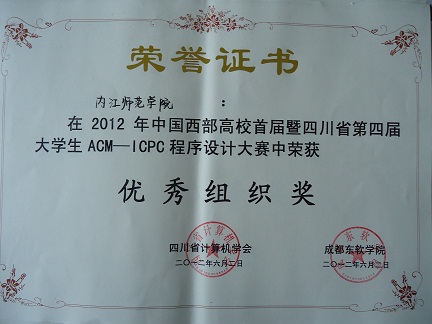 荣誉证书
内江师范学院：
在 2012 年中国西部高校首届暨四川省第四届
大学生 ACM—ICPC 程序设计大赛中荣获
优秀组织奖
四川省计算机学会 成都东软学院
二〇一二年六月二日 二〇一二年六月二日